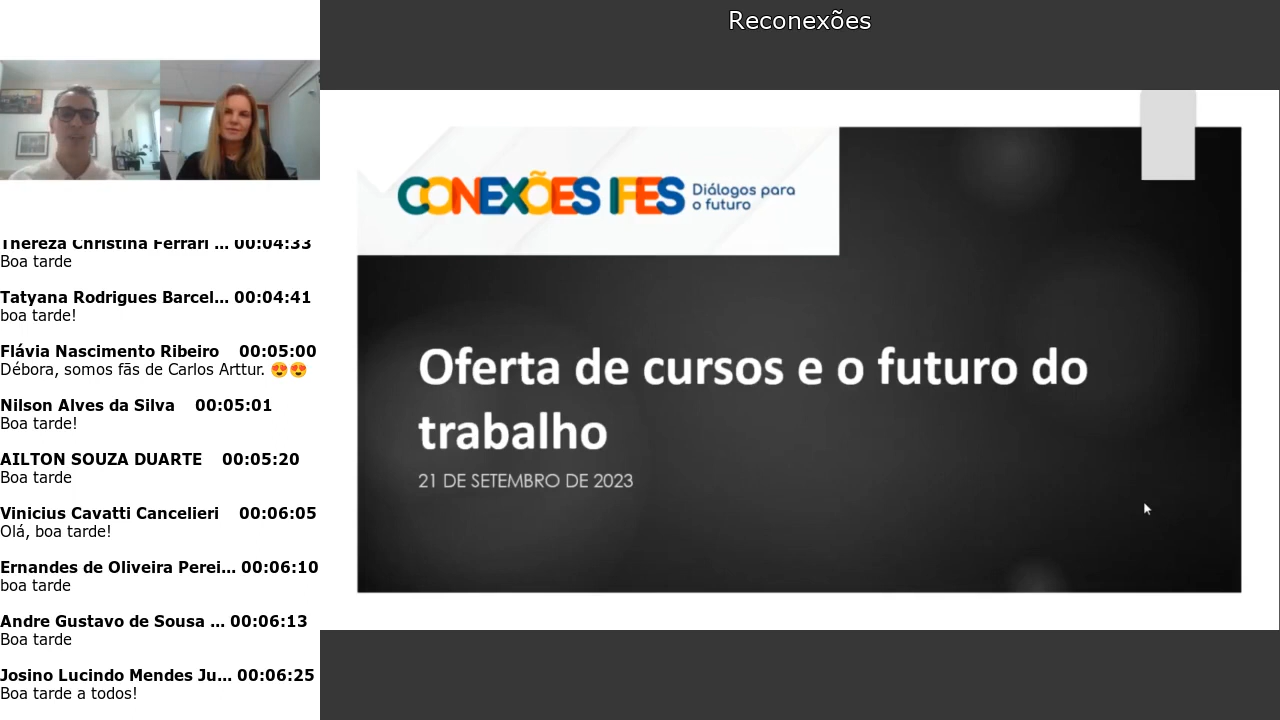 Reconexões
CONEXÕES IFES Diálogos para
o futuro
Oferta de cursos e o futuro do
trabalho
21 DE SETEMBRO DE 2023
Thereza Christina Ferrari ... 00:04:33
Boa tarde
Tatyana Rodrigues Barcel... 00:04:41
boa tarde!
Flávia Nascimento Ribeiro 00:05:00
Débora, somos fãs de Carlos Arttur. 😍😍
Nilson Alves da Silva 00:05:01
Boa tarde!
AILTON SOUZA DUARTE 00:05:20
Boa tarde
Vinicius Cavatti Cancelieri 00:06:05
Olá, boa tarde!
Ernandes de Oliveira Perei... 00:06:10
boa tarde
Andre Gustavo de Sousa ... 00:06:13
Boa tarde
Josino Lucindo Mendes Ju... 00:06:25
Boa tarde a todos!